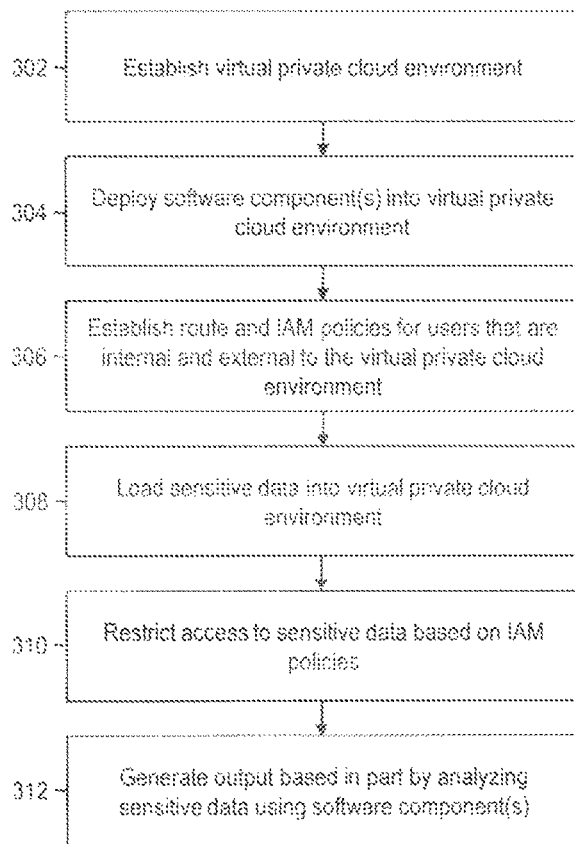 302
Establish virtual private cloud environment
304
Deploy software component(s) into virtual private
cloud environment
306
Establish route and IAM policies for users that are
internal and external to the virtual private cloud
environment
308
Load sensitive data into virtual private cloud
environment
310
Restrict access to sensitive data based on IAM
policies
312
Generate output based in part by analyzing
sensitive data using software component(s)